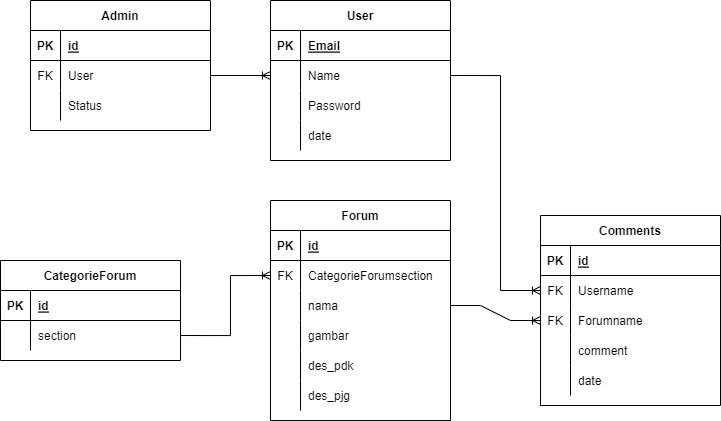 Admin
PK id
FK User
Status
User
PK Email
Name
Password
date
Forum
PK id
FK CategorieForumsection
nama
gambar
des_pdk
des_pjg
CategorieForum
PK id
section
Comments
PK id
FK Username
FK Forumname
comment
date